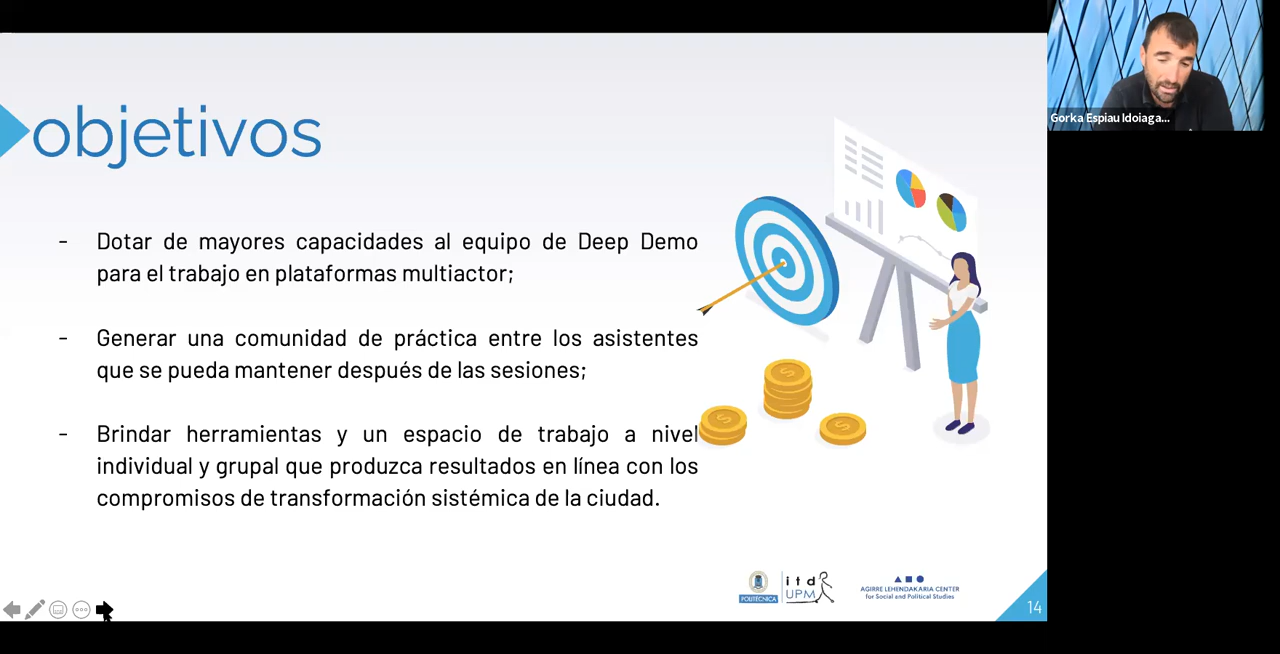 objetivos
- Dotar de mayores capacidades al equipo de Deep Demo
para el trabajo en plataformas multiactor;
- Generar una comunidad de práctica entre los asistentes
que se pueda mantener después de las sesiones;
- Brindar herramientas y un espacio de trabajo a nivel
individual y grupal que produzca resultados en línea con los
compromisos de transformación sistémica de la ciudad.
Gorka Espiau Idoiaga...
POLITÉCNICA
itd
UPM
AGIRRE LEHENDAKARIA CENTER
for Social and Political Studies
14